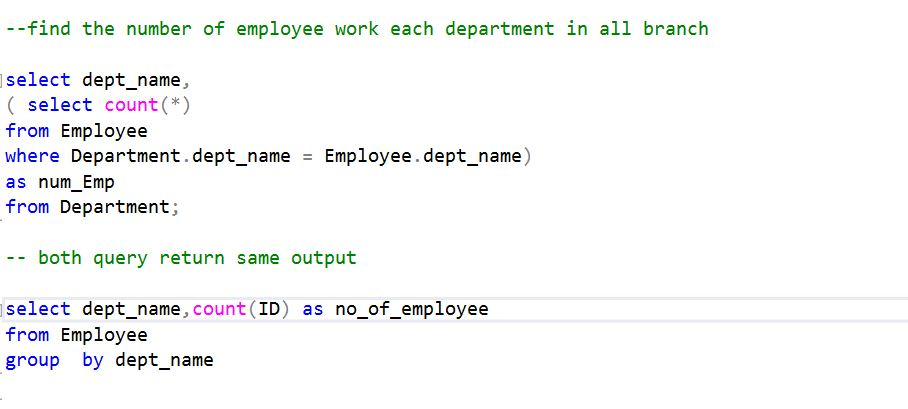 --find the number of employee work each department in all branch
select dept_name,
( select count(*)
from Employee
where Department.dept_name = Employee.dept_name)
as num_Emp
from Department;
-- both query return same output
select dept_name,count(ID) as no_of_employee
from Employee
group  by dept_name